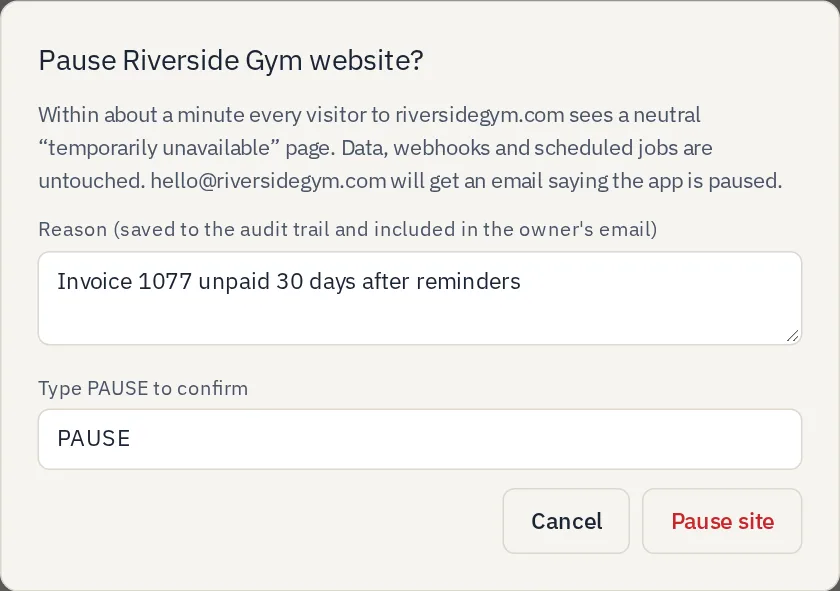 Pause Riverside Gym website?
Within about a minute every visitor to riversidegym.com sees a neutral
“temporarily unavailable” page. Data, webhooks and scheduled jobs are
untouched. hello@riversidegym.com will get an email saying the app is paused.
Reason (saved to the audit trail and included in the owner's email)
Invoice 1077 unpaid 30 days after reminders
Type PAUSE to confirm
PAUSE
Cancel
Pause site